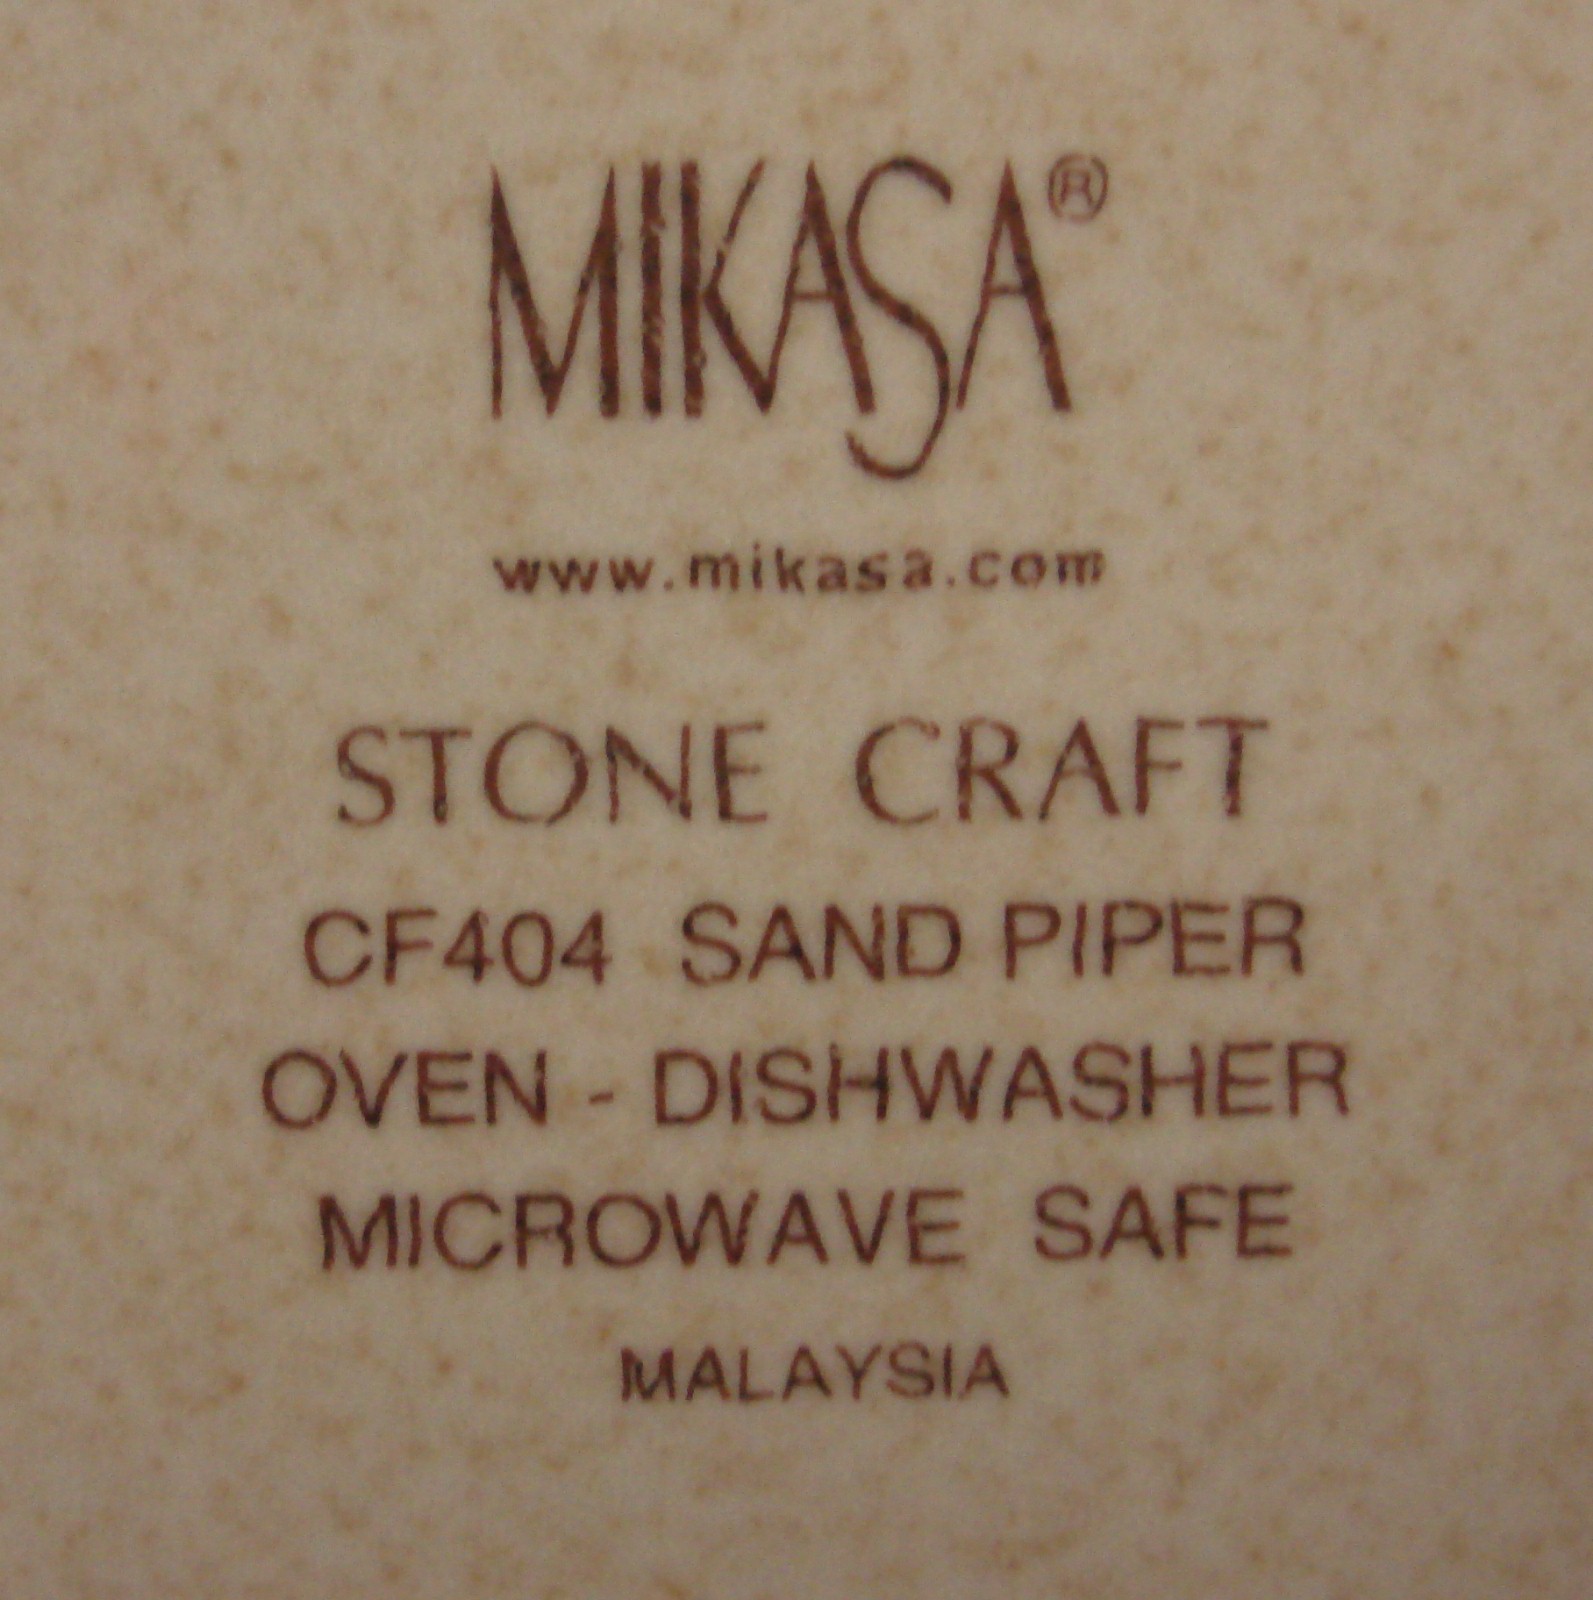 MIKASA®
www.mikasa.com
STONE CRAFT
CF404 SAND PIPER
OVEN - DISHWASHER
MICROWAVE SAFE
MALAYSIA